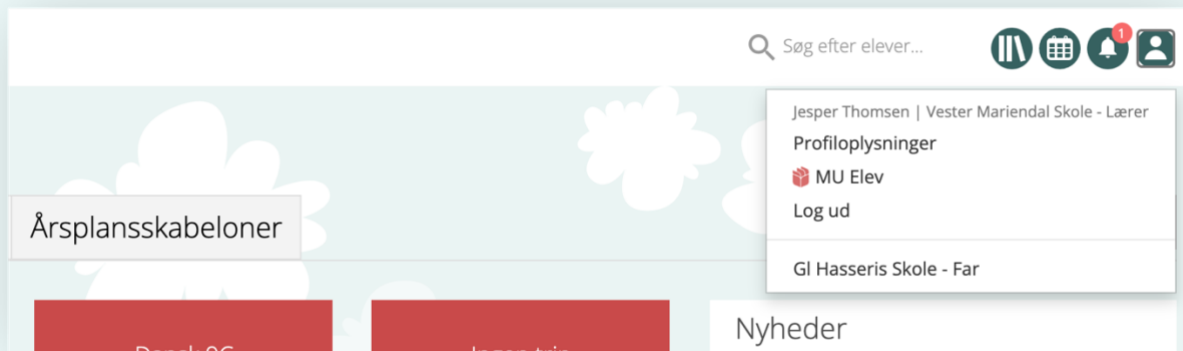 Søg efter elever...
1
Jesper Thomsen | Vester Mariendal Skole - Lærer
Profiloplysninger
MU Elev
Log ud
Gl Hasseris Skole - Far
Årsplansskabeloner
Nyheder